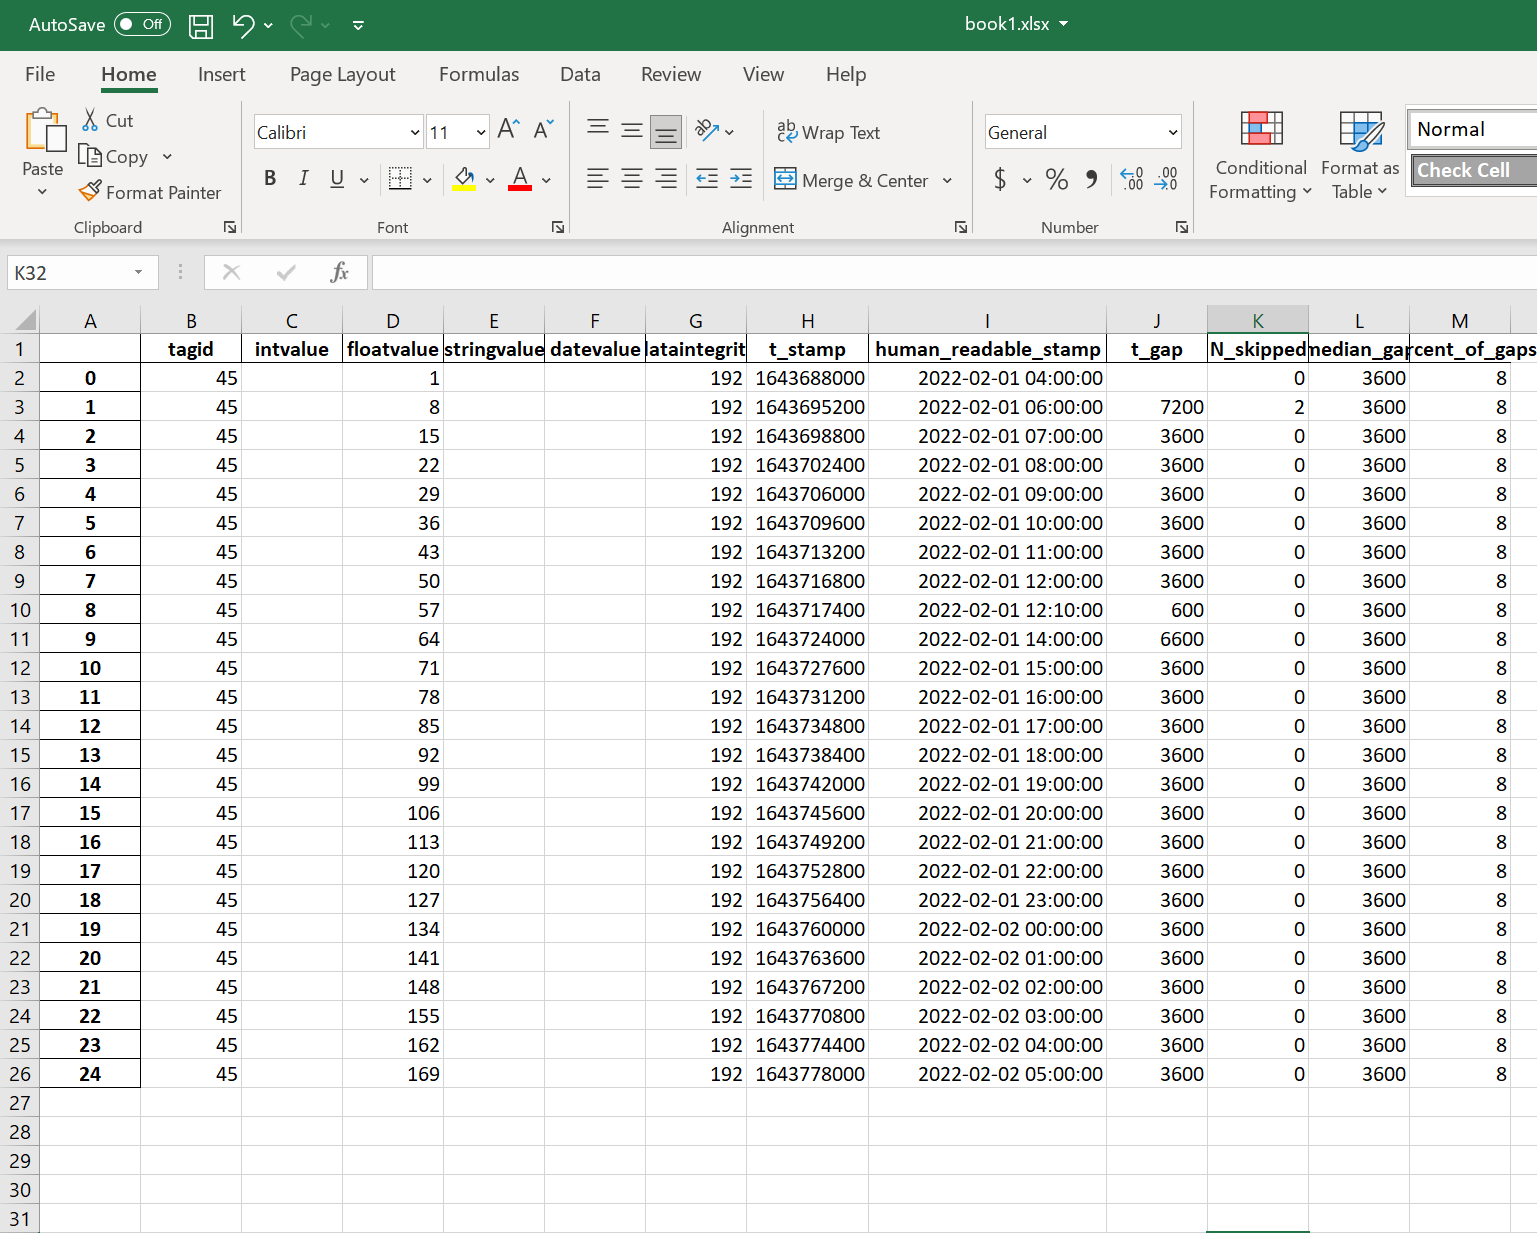 AutoSave Off book1.xlsx
File Home Insert Page Layout Formulas Data Review View Help
Paste Cut Copy Format Painter
Clipboard
Calibri 11
B I U A
Font
ab Wrap Text
Merge & Center
Alignment
General
$ % 9 .00 .0
Number
Conditional Formatting
Format as Table
Normal
Check Cell
K32 fx
A B C D E F G H I J K L M
1 tagid intvalue floatvalue stringvalue datevalue lataintegrit t_stamp human_readable_stamp t_gap N_skipped median_gap rcent_of_gaps
2 0 45 1 192 1643688000 2022-02-01 04:00:00 0 3600 8
3 1 45 8 192 1643695200 2022-02-01 06:00:00 7200 2 3600 8
4 2 45 15 192 1643698800 2022-02-01 07:00:00 3600 0 3600 8
5 3 45 22 192 1643702400 2022-02-01 08:00:00 3600 0 3600 8
6 4 45 29 192 1643706000 2022-02-01 09:00:00 3600 0 3600 8
7 5 45 36 192 1643709600 2022-02-01 10:00:00 3600 0 3600 8
8 6 45 43 192 1643713200 2022-02-01 11:00:00 3600 0 3600 8
9 7 45 50 192 1643716800 2022-02-01 12:00:00 3600 0 3600 8
10 8 45 57 192 1643717400 2022-02-01 12:10:00 600 0 3600 8
11 9 45 64 192 1643724000 2022-02-01 14:00:00 6600 0 3600 8
12 10 45 71 192 1643727600 2022-02-01 15:00:00 3600 0 3600 8
13 11 45 78 192 1643731200 2022-02-01 16:00:00 3600 0 3600 8
14 12 45 85 192 1643734800 2022-02-01 17:00:00 3600 0 3600 8
15 13 45 92 192 1643738400 2022-02-01 18:00:00 3600 0 3600 8
16 14 45 99 192 1643742000 2022-02-01 19:00:00 3600 0 3600 8
17 15 45 106 192 1643745600 2022-02-01 20:00:00 3600 0 3600 8
18 16 45 113 192 1643749200 2022-02-01 21:00:00 3600 0 3600 8
19 17 45 120 192 1643752800 2022-02-01 22:00:00 3600 0 3600 8
20 18 45 127 192 1643756400 2022-02-01 23:00:00 3600 0 3600 8
21 19 45 134 192 1643760000 2022-02-02 00:00:00 3600 0 3600 8
22 20 45 141 192 1643763600 2022-02-02 01:00:00 3600 0 3600 8
23 21 45 148 192 1643767200 2022-02-02 02:00:00 3600 0 3600 8
24 22 45 155 192 1643770800 2022-02-02 03:00:00 3600 0 3600 8
25 23 45 162 192 1643774400 2022-02-02 04:00:00 3600 0 3600 8
26 24 45 169 192 1643778000 2022-02-02 05:00:00 3600 0 3600 8
27
28
29
30
31